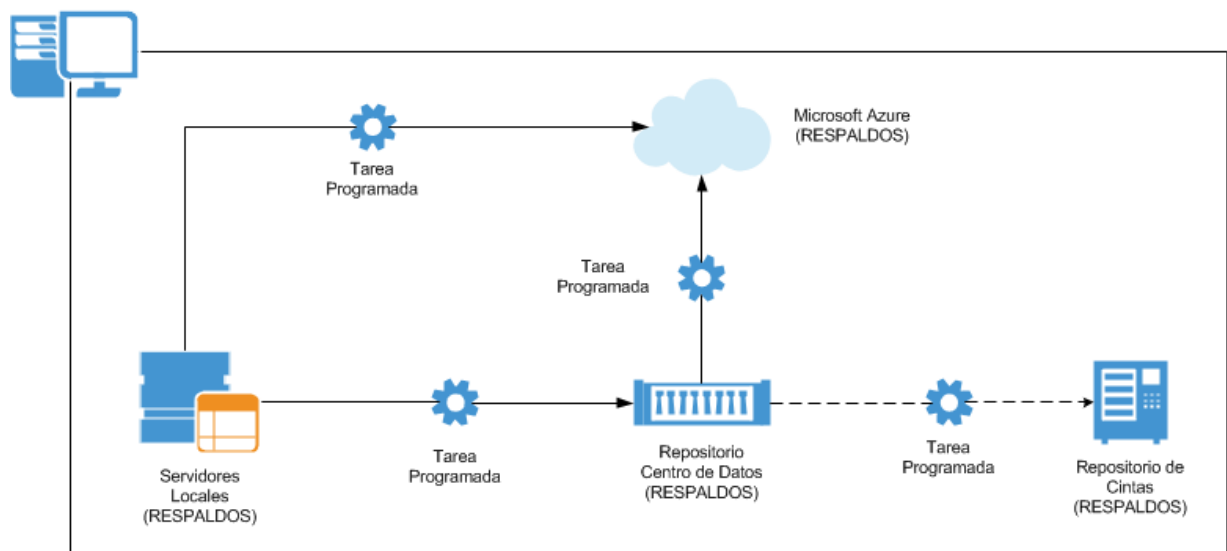 Microsoft Azure
(RESPALDOS)
Tarea
Programada
Tarea
Programada
Servidores
Locales
(RESPALDOS)
Tarea
Programada
Repositorio
Centro de Datos
(RESPALDOS)
Tarea
Programada
Repositorio de
Cintas
(RESPALDOS)